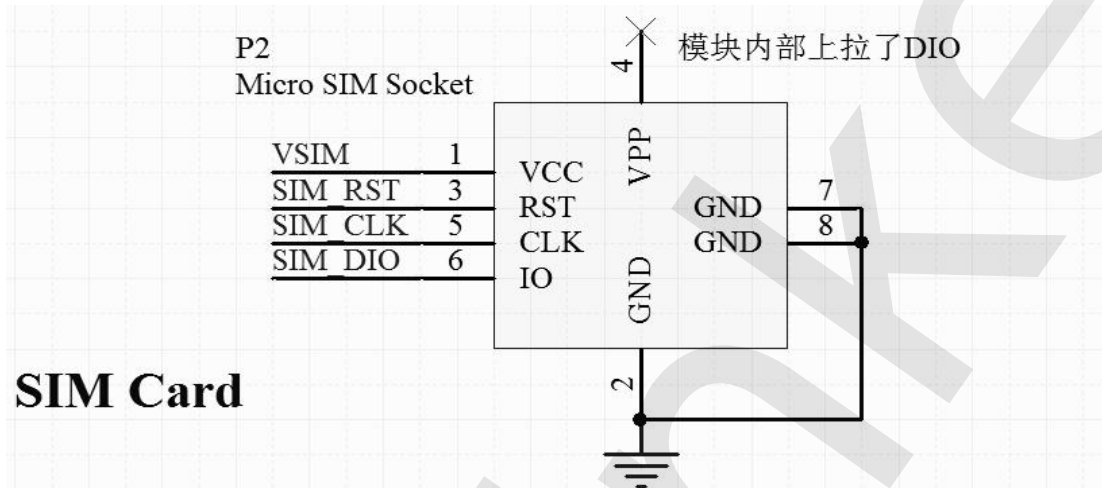 P2
Micro SIM Socket
模块内部上拉了DIO
4
VPP
VSIM 1 VCC
SIM_RST 3 RST
SIM_CLK 5 CLK
SIM_DIO 6 IO
GND 7
GND 8
GND
2
SIM Card